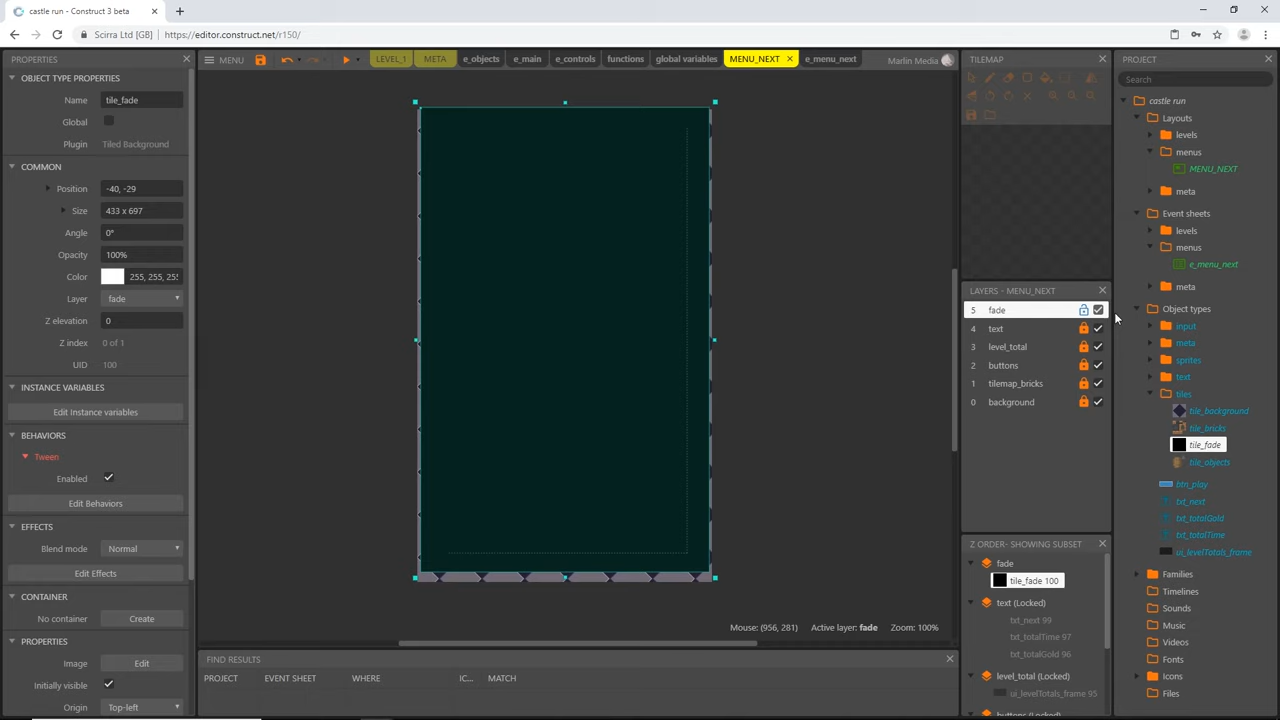 castle run - Construct 3 beta
Scirra Ltd [GB] | https://editor.construct.net/r150/
PROPERTIES
OBJECT TYPE PROPERTIES
Name tile_fade
Global
Plugin Tiled Background
COMMON
Position -40, -29
Size 433 x 697
Angle 0°
Opacity 100%
Color 255, 255, 255
Layer fade
Z elevation 0
Z index 0 of 1
UID 100
INSTANCE VARIABLES
Edit Instance variables
BEHAVIORS
Tween
Enabled
Edit Behaviors
EFFECTS
Blend mode Normal
Edit Effects
CONTAINER
No container Create
PROPERTIES
Image Edit
Initially visible
Origin Top-left
MENU LEVEL_1 META e_objects e_main e_controls functions global variables MENU_NEXT e_menu_next Marlin Media
Mouse: (956, 281) Active layer: fade Zoom: 100%
FIND RESULTS
PROJECT EVENT SHEET WHERE IC... MATCH
TILEMAP
LAYERS - MENU_NEXT
5 fade
4 text
3 level_total
2 buttons
1 tilemap_bricks
0 background
Z ORDER- SHOWING SUBSET
fade
tile_fade 100
text (Locked)
txt_next 99
txt_totalTime 97
txt_totalGold 96
level_total (Locked)
ui_levelTotals_frame 95
buttons (Locked)
PROJECT
Search
castle run
Layouts
levels
menus
MENU_NEXT
meta
Event sheets
levels
menus
e_menu_next
meta
Object types
input
meta
sprites
text
tiles
tile_background
tile_bricks
tile_fade
tile_objects
btn_play
txt_next
txt_totalGold
txt_totalTime
ui_levelTotals_frame
Families
Timelines
Sounds
Music
Videos
Fonts
Icons
Files